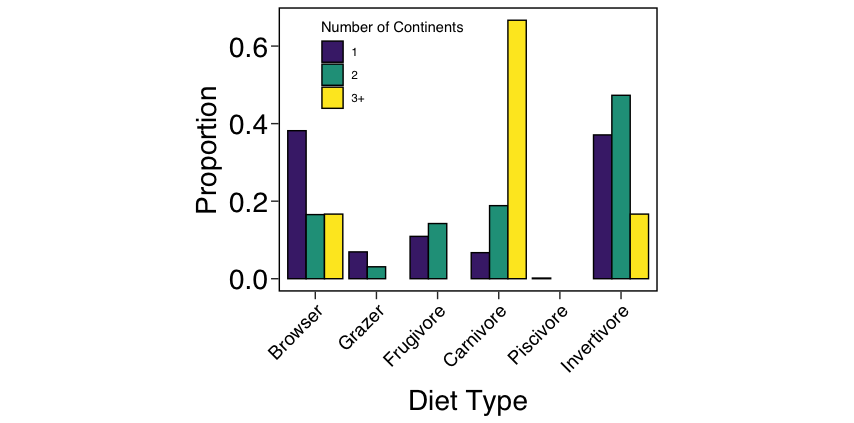 Number of Continents
1
2
3+
Proportion
0.6
0.4
0.2
0.0
Browser
Grazer
Frugivore
Carnivore
Piscivore
Invertivore
Diet Type